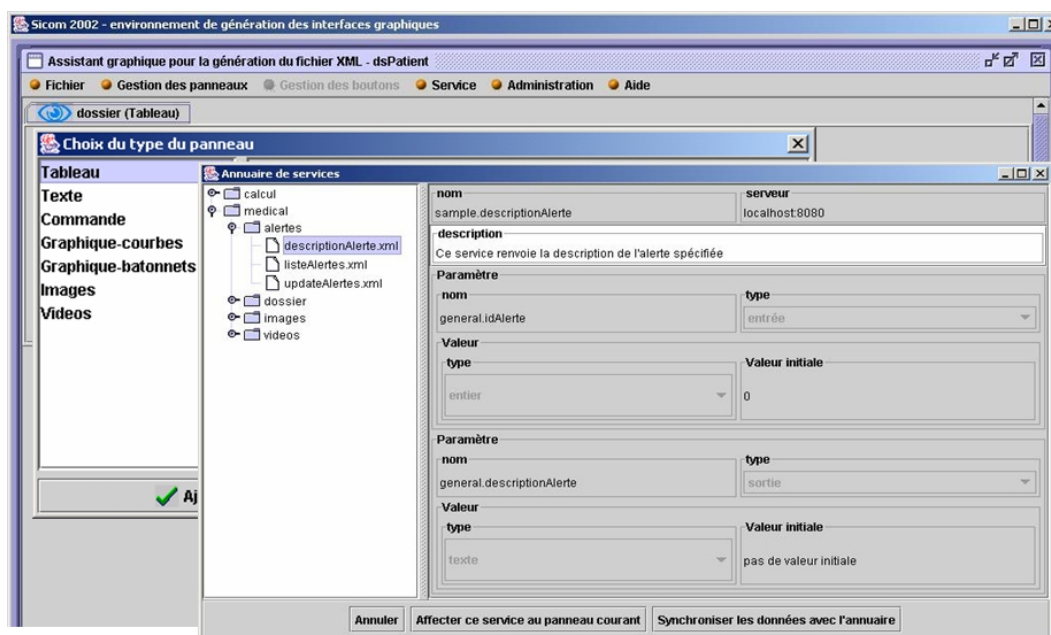 Sicom 2002 - environnement de génération des interfaces graphiques
Assistant graphique pour la génération du fichier XML - dsPatient
Fichier Gestion des panneaux Gestion des boutons Service Administration Aide
dossier (Tableau)
Choix du type du panneau
Tableau
Texte
Commande
Graphique-courbes
Graphique-batonnets
Images
Videos
Annuaire de services
calcul
medical
alertes
descriptionAlerte.xml
listeAlertes.xml
updateAlertes.xml
dossier
images
videos
nom serveur
sample.descriptionAlerte localhost:8080
description
Ce service renvoie la description de l'alerte spécifiée
Paramètre
nom type
general.idAlerte entrée
Valeur
type Valeur initiale
entier 0
Paramètre
nom type
general.descriptionAlerte sortie
Valeur
type Valeur initiale
texte pas de valeur initiale
Annuler Affecter ce service au panneau courant Synchroniser les données avec l'annuaire